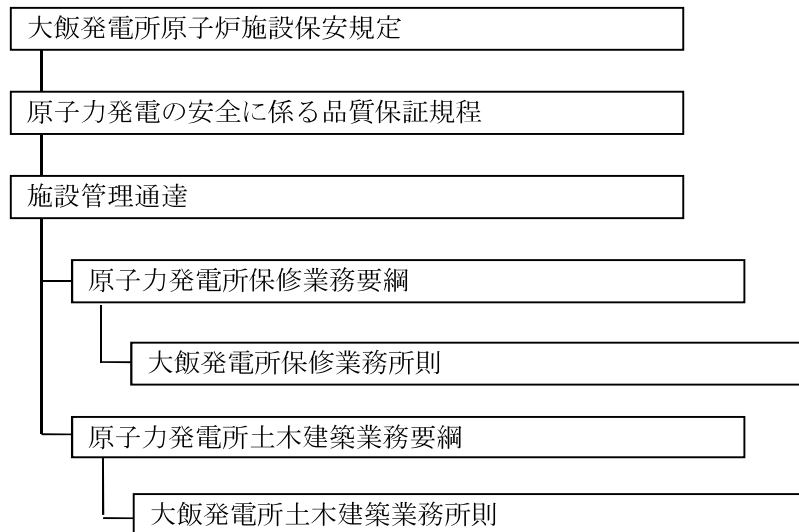 大飯発電所原子炉施設保安規定
原子力発電の安全に係る品質保証規程
施設管理通達
原子力発電所保修業務要綱
大飯発電所保修業務所則
原子力発電所土木建築業務要綱
大飯発電所土木建築業務所則